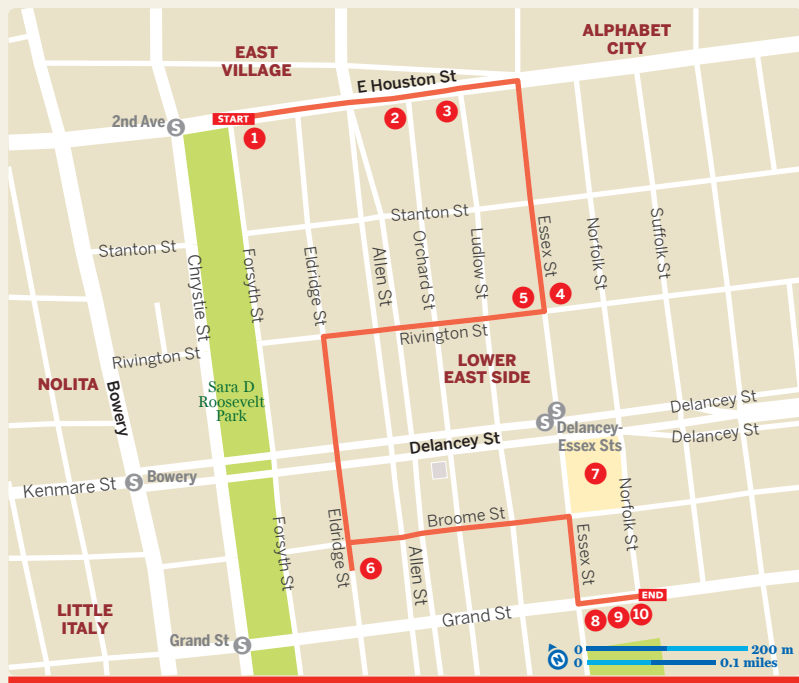 ALPHABET
CITY
EAST
VILLAGE
E Houston St
START
2nd Ave
S
1
2
3
Stanton St
Stanton St
Chrystie St
Forsyth St
Eldridge St
Allen St
Orchard St
Ludlow St
Essex St
Norfolk St
Suffolk St
5
4
Rivington St
Rivington St
LOWER
EAST SIDE
NOLITA
Bowery
Sara D
Roosevelt
Park
S
S
Delancey St
Delancey St
Delancey St
Delancey-
Essex Sts
7
Kenmare St
S
Bowery
Norfolk St
Broome St
Forsyth St
Eldridge St
6
Allen St
Essex St
END
LITTLE
ITALY
Grand St
S
Grand St
8
9
10
N
0
200 m
0
0.1 miles